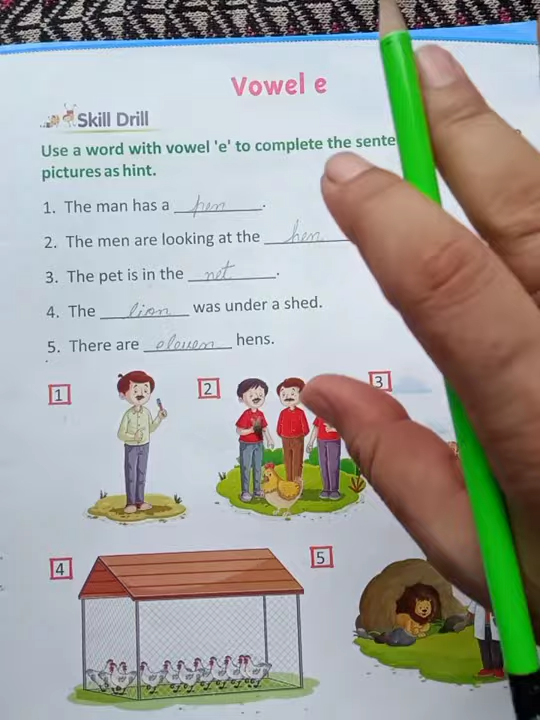 Vowel e
Skill Drill
Use a word with vowel 'e' to complete the sente
pictures as hint.
1. The man has a pen.
2. The men are looking at the hen
3. The pet is in the net.
4. The lion was under a shed.
5. There are eleven hens.
1
2
3
4
5